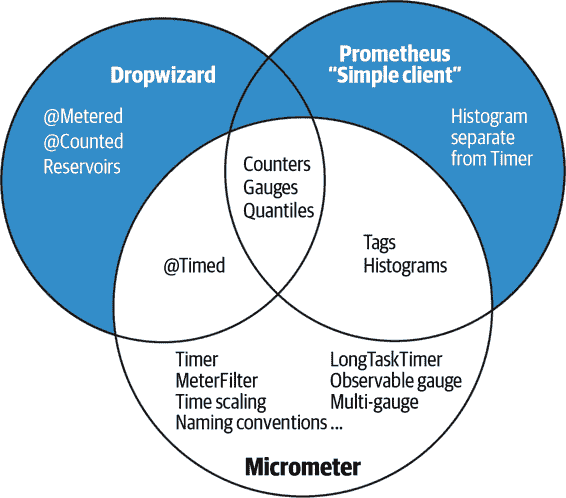 Dropwizard
@Metered
@Counted
Reservoirs
Prometheus
"Simple client"
Histogram
separate
from Timer
Counters
Gauges
Quantiles
@Timed
Tags
Histograms
Timer
MeterFilter
Time scaling
Naming conventions ...
LongTaskTimer
Observable gauge
Multi-gauge
Micrometer